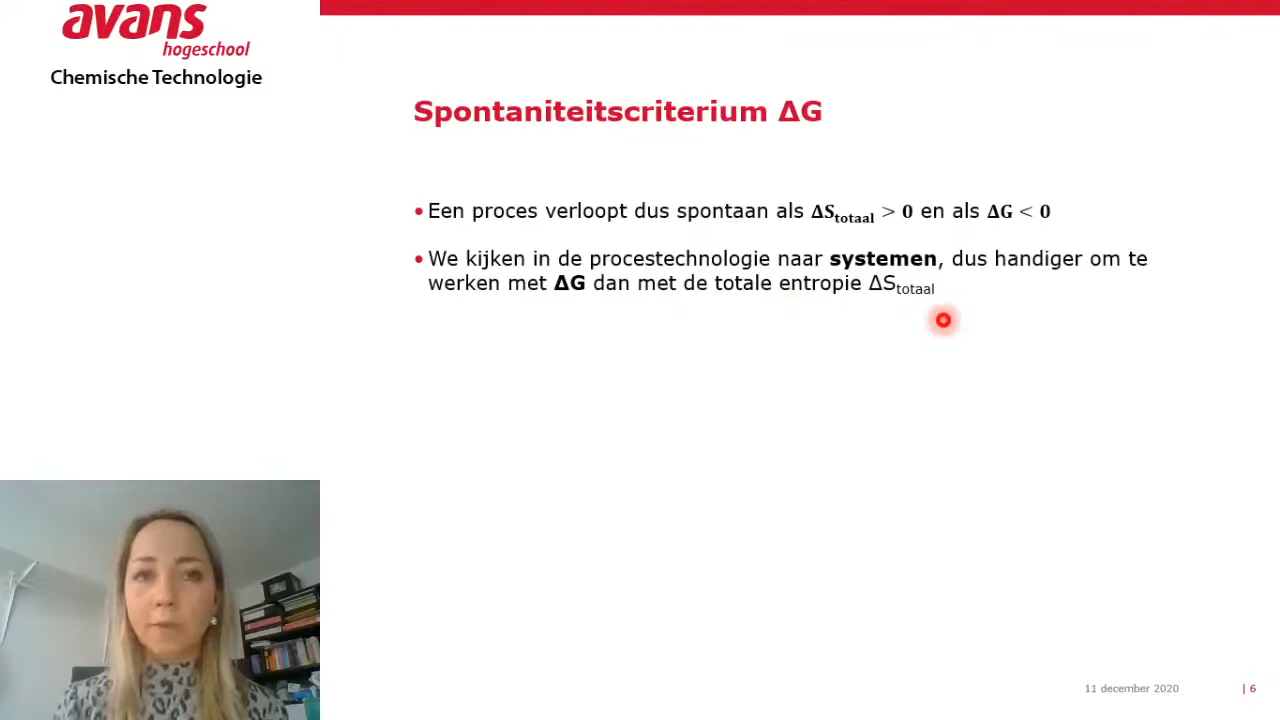 avans
hogeschool
Chemische Technologie
Spontaniteitscriterium ΔG
• Een proces verloopt dus spontaan als ΔS_totaal > 0 en als ΔG < 0
• We kijken in de procestechnologie naar systemen, dus handiger om te
werken met ΔG dan met de totale entropie ΔS_totaal
11 december 2020 | 6